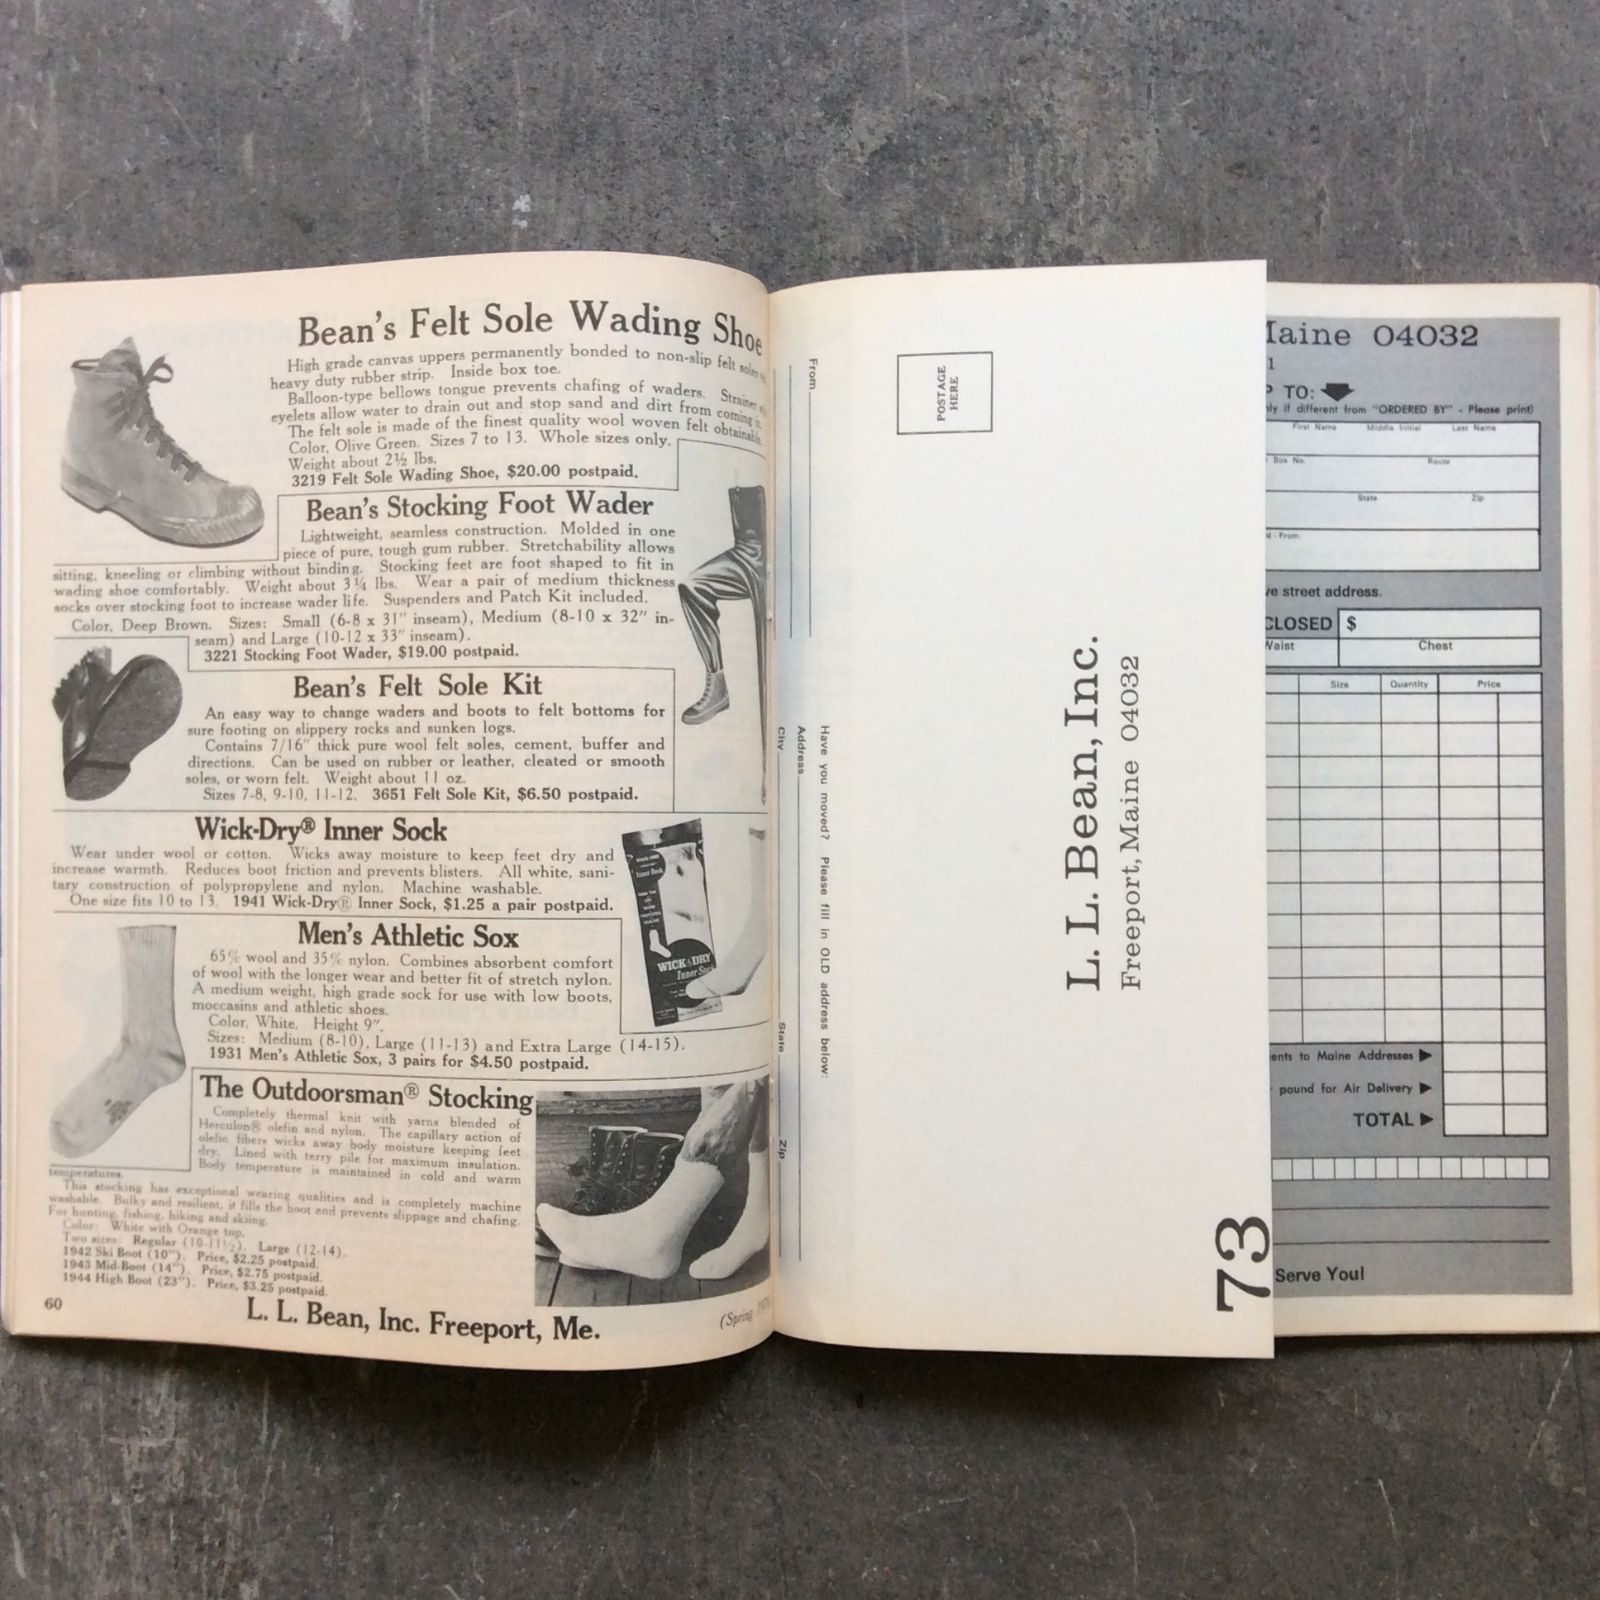 Bean's Felt Sole Wading Shoe
High grade canvas uppers permanently bonded to non-slip felt soles
heavy duty rubber strip. Inside box toe.
Balloon-type bellows tongue prevents chafing of waders. Strainer
eyelets allow water to drain out and stop sand and dirt from coming in.
The felt sole is made of the finest quality wool woven felt obtainable.
Color, Olive Green. Sizes 7 to 13. Whole sizes only.
Weight about 2½ lbs.
3219 Felt Sole Wading Shoe, $20.00 postpaid.
Bean's Stocking Foot Wader
Lightweight, seamless construction. Molded in one
piece of pure, tough gum rubber. Stretchability allows
sitting, kneeling or climbing without binding. Stocking feet are foot shaped to fit in
wading shoe comfortably. Weight about 3¼ lbs. Wear a pair of medium thickness
socks over stocking foot to increase wader life. Suspenders and Patch Kit included.
Color, Deep Brown. Sizes: Small (6-8 x 31" inseam), Medium (8-10 x 32" in-
seam) and Large (10-12 x 33" inseam).
3221 Stocking Foot Wader, $19.00 postpaid.
Bean's Felt Sole Kit
An easy way to change waders and boots to felt bottoms for
sure footing on slippery rocks and sunken logs.
Contains 7/16" thick pure wool felt soles, cement, buffer and
directions. Can be used on rubber or leather, cleated or smooth
soles, or worn felt. Weight about 11 oz.
Sizes 7-8, 9-10, 11-12. 3651 Felt Sole Kit, $6.50 postpaid.
Wick-Dry® Inner Sock
Wear under wool or cotton. Wicks away moisture to keep feet dry and
increase warmth. Reduces boot friction and prevents blisters. All white, sani-
tary construction of polypropylene and nylon. Machine washable.
One size fits 10 to 13. 1941 Wick-Dry® Inner Sock, $1.25 a pair postpaid.
WICK DRY
Inner Sock
Men's Athletic Sox
65% wool and 35% nylon. Combines absorbent comfort
of wool with the longer wear and better fit of stretch nylon.
A medium weight, high grade sock for use with low boots,
moccasins and athletic shoes.
Color, White. Height 9".
Sizes: Medium (8-10), Large (11-13) and Extra Large (14-15).
1931 Men's Athletic Sox, 3 pairs for $4.50 postpaid.
The Outdoorsman® Stocking
Completely thermal knit with yarns blended of
Herculon® olefin and nylon. The capillary action of
olefin fibers wicks away body moisture keeping feet
dry. Lined with terry pile for maximum insulation.
Body temperature is maintained in cold and warm
temperatures.
This stocking has exceptional wearing qualities and is completely machine
washable. Bulky and resilient, it fills the boot and prevents slippage and chafing.
For hunting, fishing, hiking and skiing.
Color: White with Orange top.
Two sizes: Regular (10-11½). Large (12-14).
1942 Ski Boot (10"). Price, $2.25 postpaid.
1943 Mid-Boot (14"). Price, $2.75 postpaid.
1944 High Boot (23"). Price, $3.25 postpaid.
60
L. L. Bean, Inc. Freeport, Me.
(Spring
From
Have you moved? Please fill in OLD address below:
Address
City State Zip
POSTAGE
HERE
L. L. Bean, Inc.
Freeport, Maine 04032
73
Maine 04032
1
P TO:
ly if different from "ORDERED BY" - Please print)
First Name Middle Initial Last Name
Box No. Route
State Zip
d - From:
ve street address.
CLOSED $
Waist Chest
Size Quantity Price
ents to Maine Addresses
pound for Air Delivery
TOTAL
Serve You!